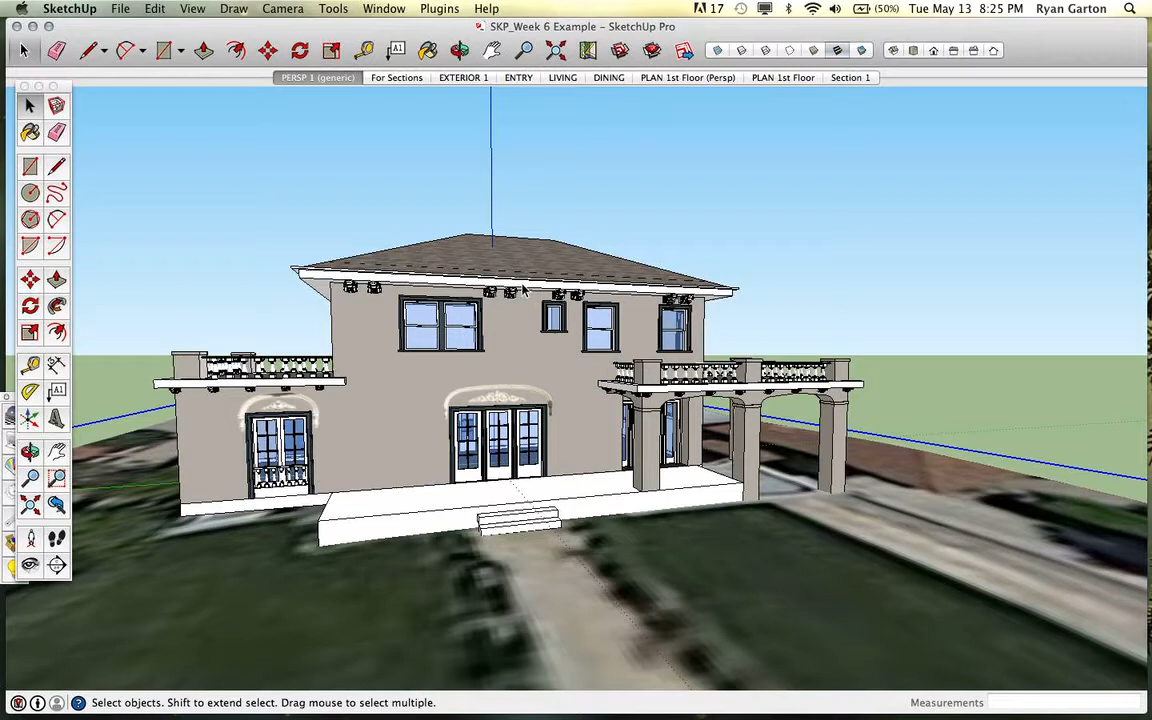 SketchUp File Edit View Draw Camera Tools Window Plugins Help 17 (50%) Tue May 13 8:25 PM Ryan Garton
SKP_Week 6 Example – SketchUp Pro
A1
PERSP 1 (generic) For Sections EXTERIOR 1 ENTRY LIVING DINING PLAN 1st Floor (Persp) PLAN 1st Floor Section 1
A1
Select objects. Shift to extend select. Drag mouse to select multiple. Measurements